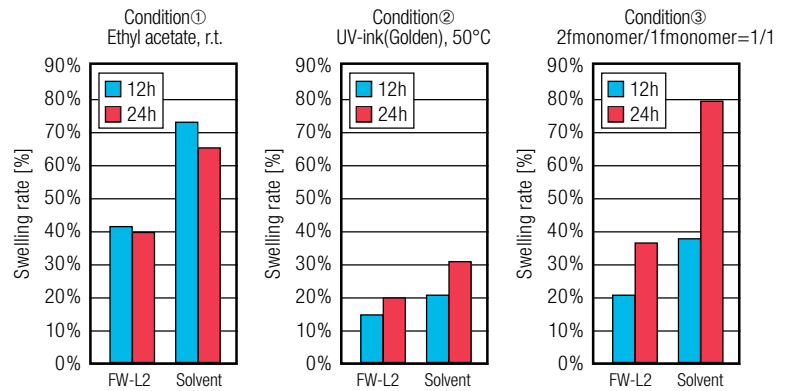 Condition①
Ethyl acetate, r.t.
Swelling rate [%]
90%
80%
70%
60%
50%
40%
30%
20%
10%
0%
12h
24h
FW-L2 Solvent
Condition②
UV-ink(Golden), 50°C
Swelling rate [%]
90%
80%
70%
60%
50%
40%
30%
20%
10%
0%
12h
24h
FW-L2 Solvent
Condition③
2fmonomer/1fmonomer=1/1
Swelling rate [%]
90%
80%
70%
60%
50%
40%
30%
20%
10%
0%
12h
24h
FW-L2 Solvent